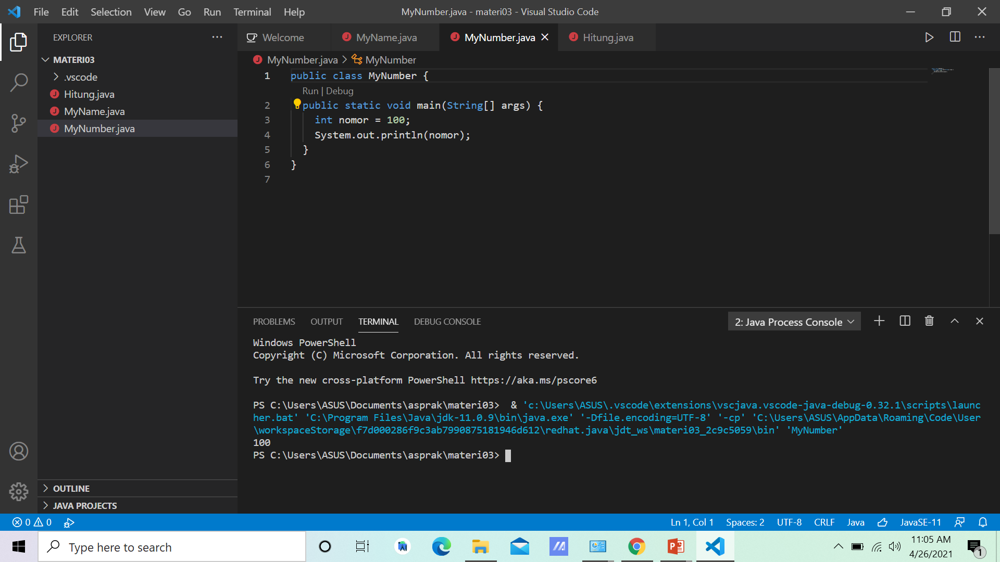 File Edit Selection View Go Run Terminal Help
MyNumber.java - materi03 - Visual Studio Code
EXPLORER
MATERI03
.vscode
Hitung.java
MyName.java
MyNumber.java
OUTLINE
JAVA PROJECTS
Welcome MyName.java MyNumber.java Hitung.java
MyNumber.java > MyNumber
1 public class MyNumber {
Run | Debug
2 public static void main(String[] args) {
3 int nomor = 100;
4 System.out.println(nomor);
5 }
6 }
7
PROBLEMS OUTPUT TERMINAL DEBUG CONSOLE
2: Java Process Console
Windows PowerShell
Copyright (C) Microsoft Corporation. All rights reserved.
Try the new cross-platform PowerShell https://aka.ms/pscore6
PS C:\Users\ASUS\Documents\asprak\materi03>  & 'c:\Users\ASUS\.vscode\extensions\vscjava.vscode-java-debug-0.32.1\scripts\launc
her.bat' 'C:\Program Files\Java\jdk-11.0.9\bin\java.exe' '-Dfile.encoding=UTF-8' '-cp' 'C:\Users\ASUS\AppData\Roaming\Code\User
\workspaceStorage\f7d000286f9c3ab7990875181946d612\redhat.java\jdt_ws\materi03_2c9c5059\bin' 'MyNumber'
100
PS C:\Users\ASUS\Documents\asprak\materi03>
0 0
Ln 1, Col 1 Spaces: 2 UTF-8 CRLF Java JavaSE-11
Type here to search
11:05 AM
4/26/2021
1